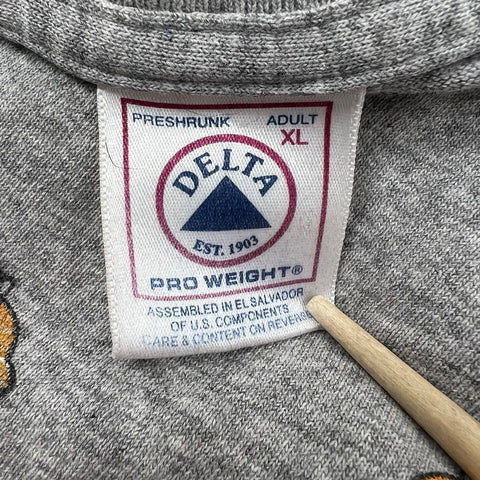 PRESHRUNK ADULT
XL
DELTA
EST. 1903
PRO WEIGHT®
ASSEMBLED IN EL SALVADOR
OF U.S. COMPONENTS
CARE & CONTENT ON REVERSE